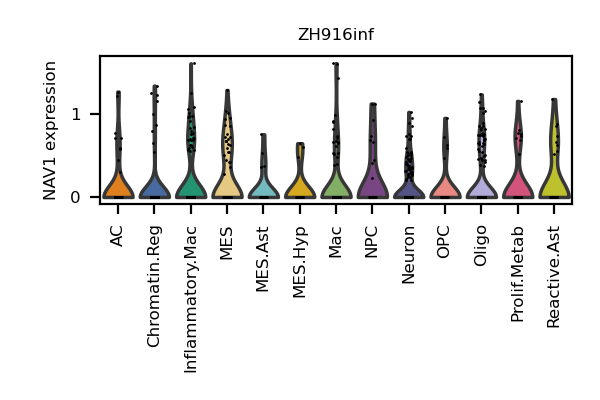 ZH916inf
NAV1 expression
1
0
AC
Chromatin.Reg
Inflammatory.Mac
MES
MES.Ast
MES.Hyp
Mac
NPC
Neuron
OPC
Oligo
Prolif.Metab
Reactive.Ast